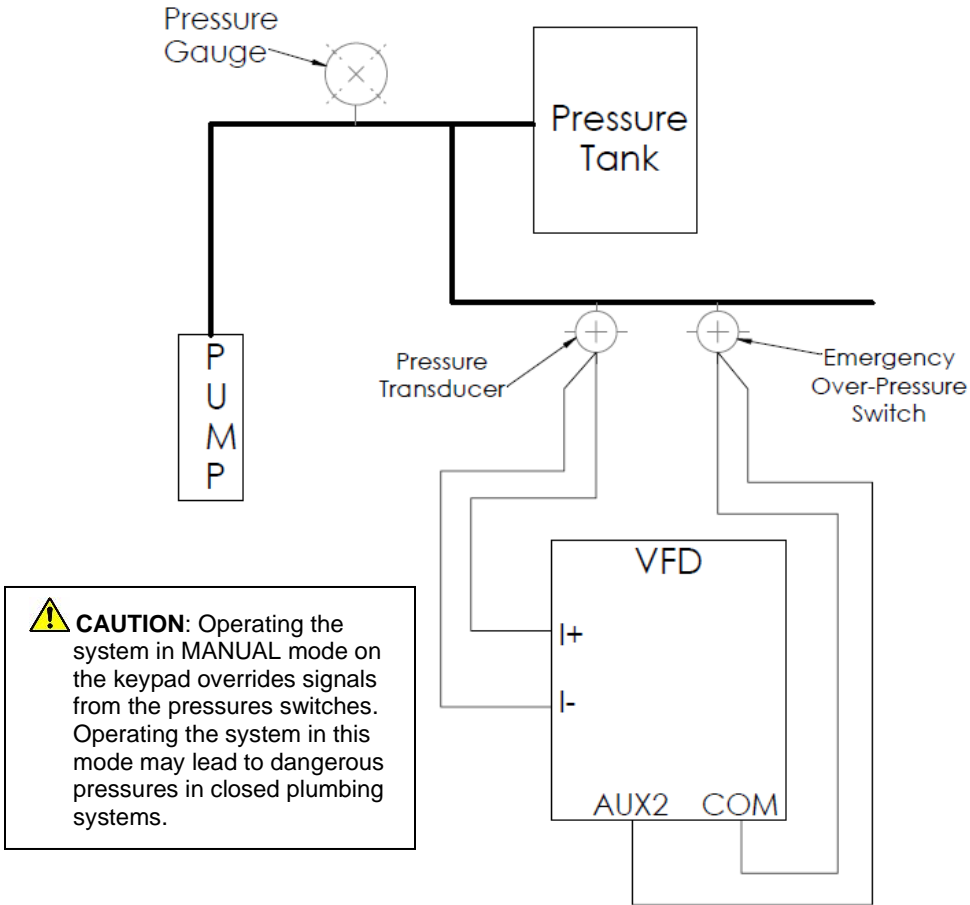 Pressure
Gauge
Pressure
Tank
P
U
M
P
Pressure
Transducer
Emergency
Over-Pressure
Switch
VFD
I+
I-
AUX2 COM
CAUTION: Operating the
system in MANUAL mode on
the keypad overrides signals
from the pressures switches.
Operating the system in this
mode may lead to dangerous
pressures in closed plumbing
systems.